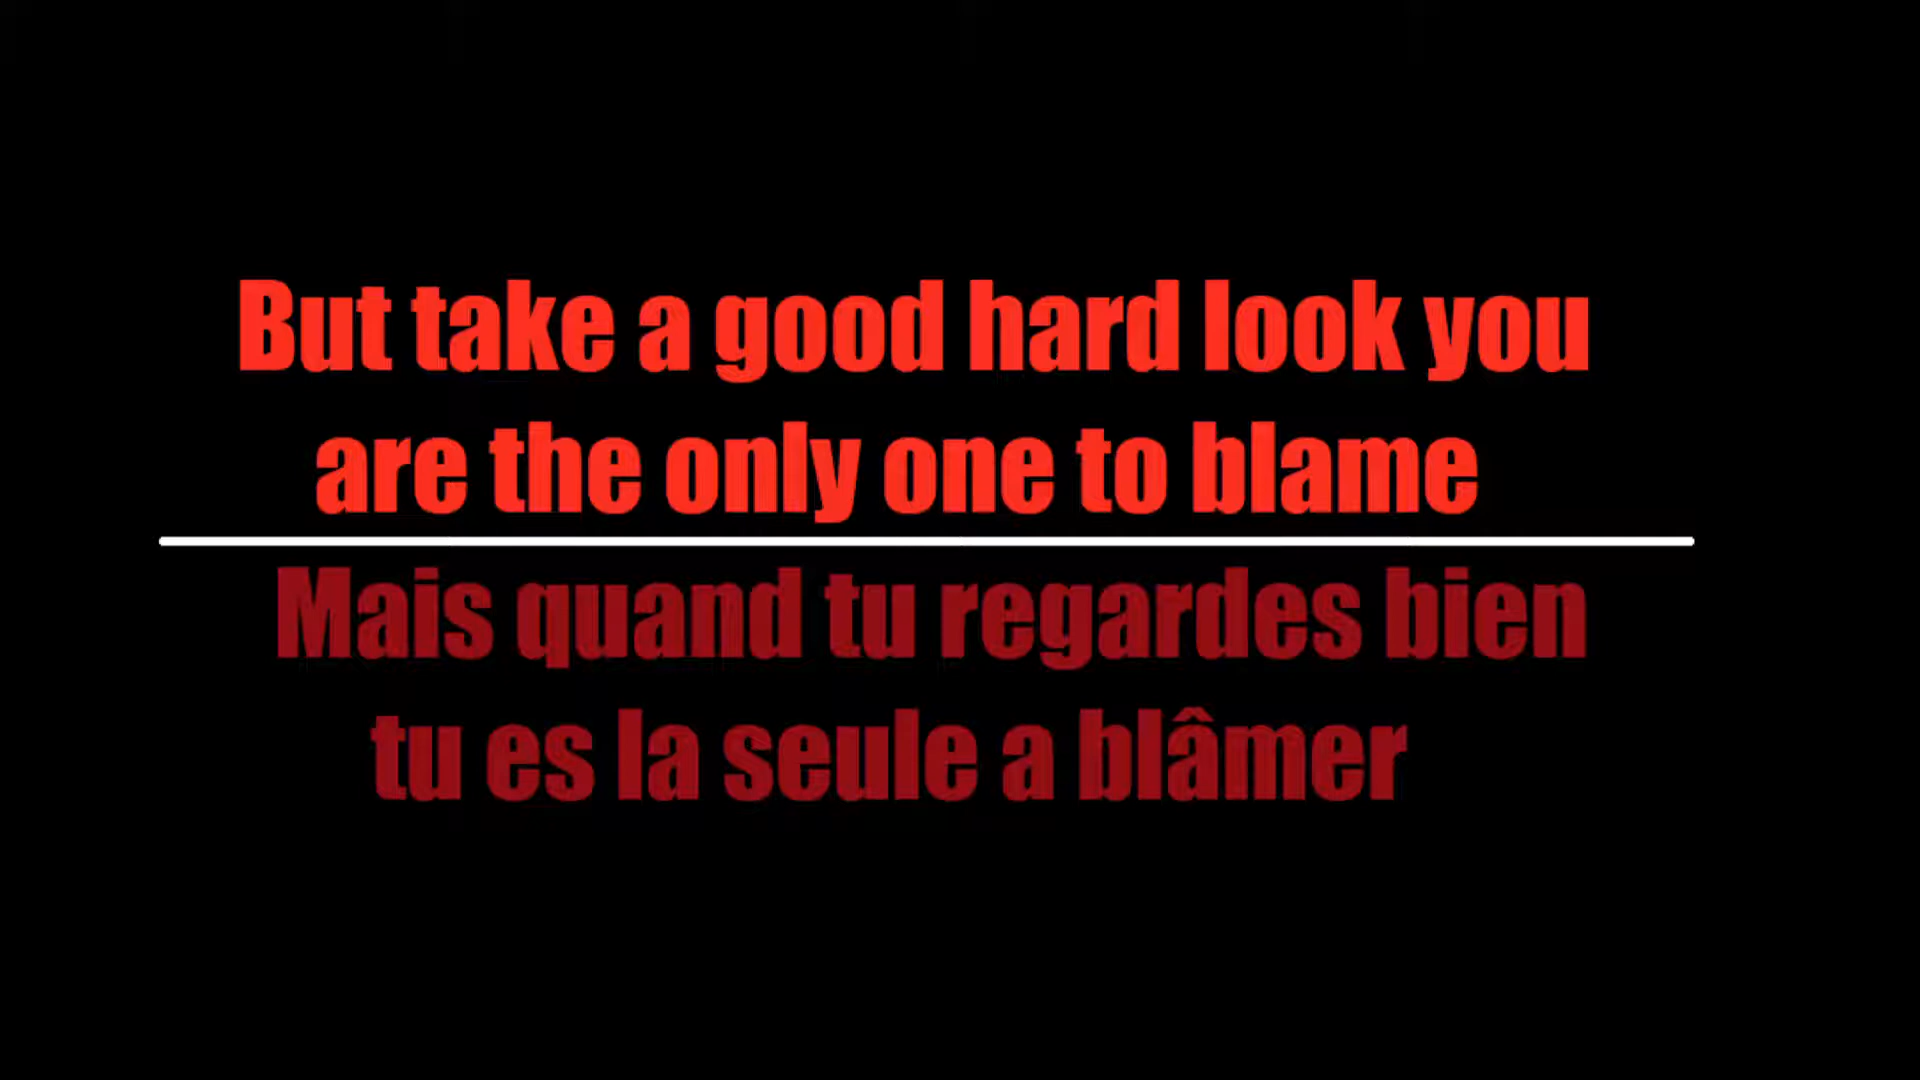 But take a good hard look you
are the only one to blame
Mais quand tu regardes bien
tu es la seule a blâmer